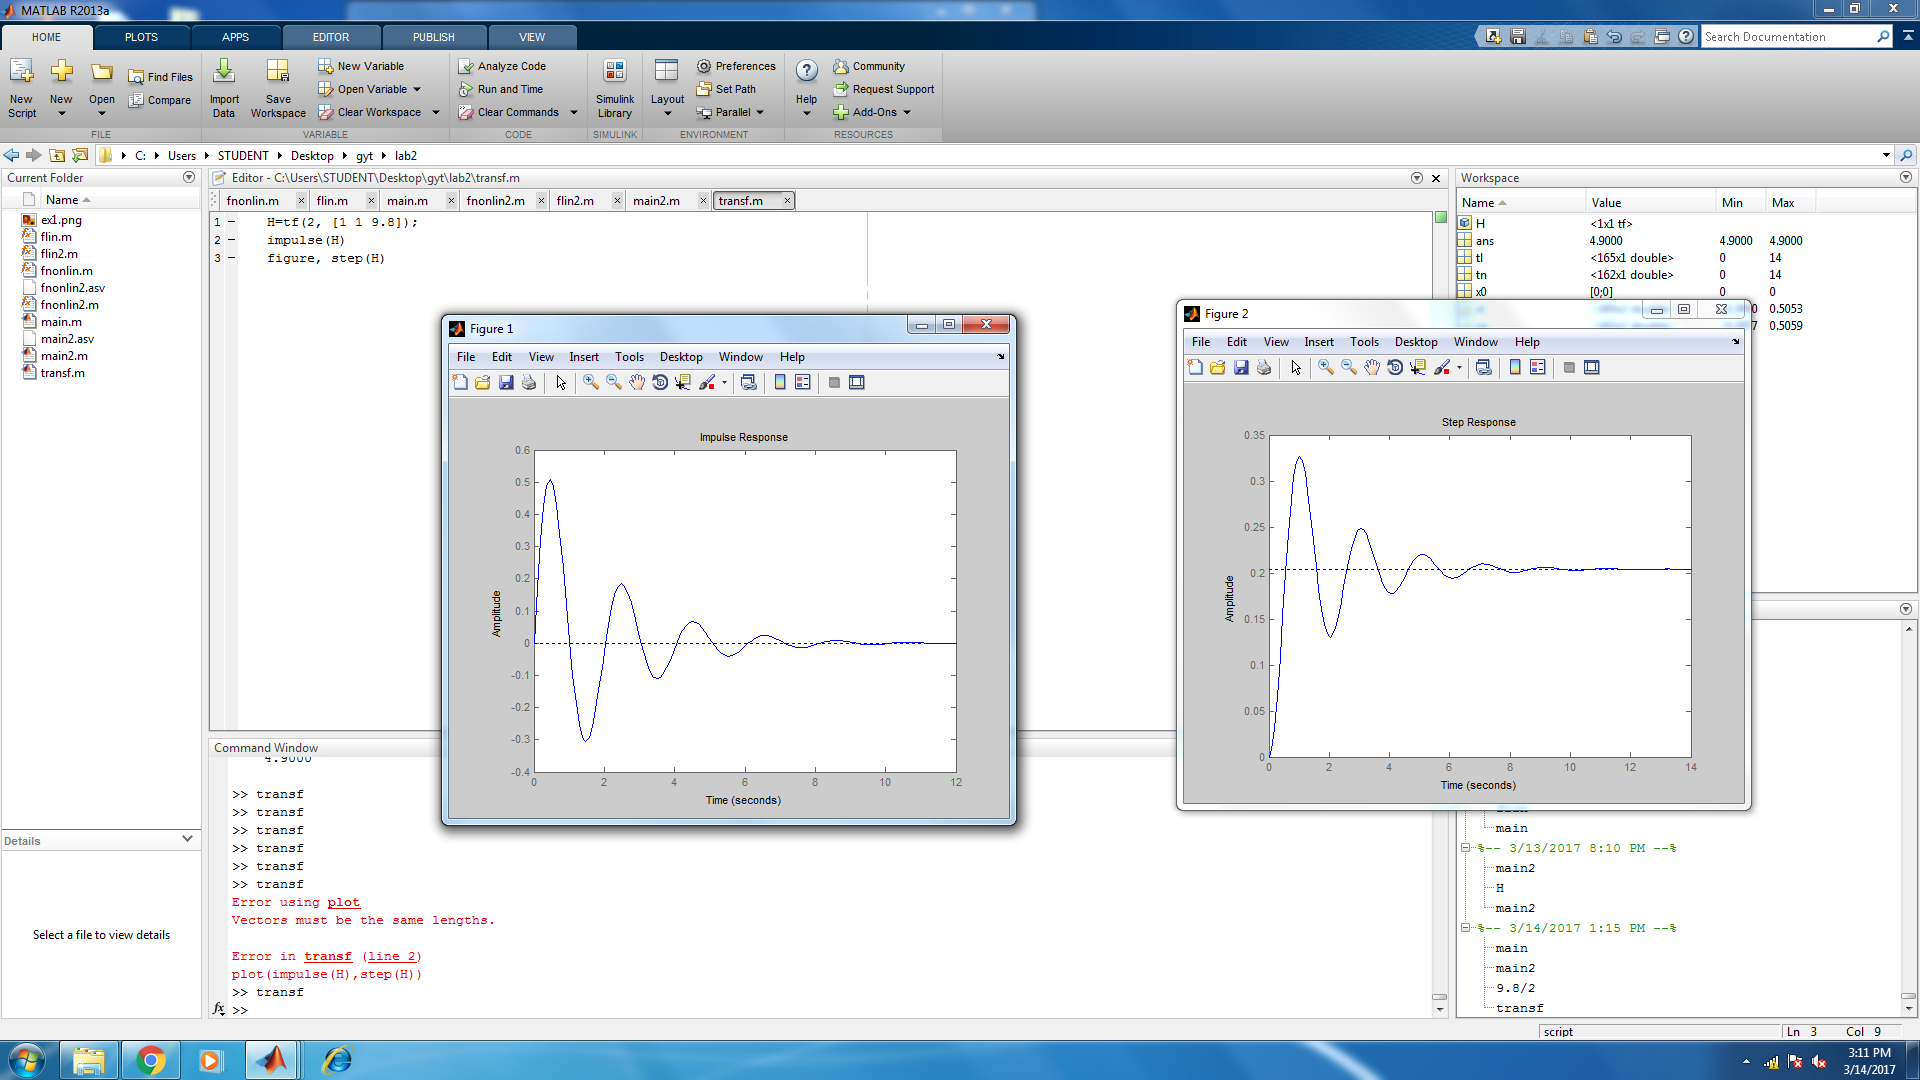 MATLAB R2013a
HOME PLOTS APPS EDITOR PUBLISH VIEW
Search Documentation
New Script
New
Open
Find Files
Compare
FILE
Import Data
Save Workspace
New Variable
Open Variable
Clear Workspace
VARIABLE
Analyze Code
Run and Time
Clear Commands
CODE
Simulink Library
SIMULINK
Layout
Preferences
Set Path
Parallel
ENVIRONMENT
Help
Community
Request Support
Add-Ons
RESOURCES
C: Users STUDENT Desktop gyt lab2
Current Folder
Name
ex1.png
flin.m
flin2.m
fnonlin.m
fnonlin2.asv
fnonlin2.m
main.m
main2.asv
main2.m
transf.m
Details
Select a file to view details
Editor - C:\Users\STUDENT\Desktop\gyt\lab2\transf.m
fnonlin.m flin.m main.m fnonlin2.m flin2.m main2.m transf.m
1 H=tf(2, [1 1 9.8]);
2 impulse(H)
3 figure, step(H)
Figure 1
File Edit View Insert Tools Desktop Window Help
Impulse Response
0.6
0.5
0.4
0.3
0.2
0.1
0
-0.1
-0.2
-0.3
-0.4
Amplitude
0 2 4 6 8 10 12
Time (seconds)
Figure 2
File Edit View Insert Tools Desktop Window Help
Step Response
0.35
0.3
0.25
0.2
0.15
0.1
0.05
0
Amplitude
0 2 4 6 8 10 12 14
Time (seconds)
Workspace
Name Value Min Max
H <1x1 tf>
ans 4.9000 4.9000 4.9000
tl <165x1 double> 0 14
tn <162x1 double> 0 14
x0 [0;0] 0 0
0.5053
0.5059
Command Window
4.9000
>> transf
>> transf
>> transf
>> transf
>> transf
>> transf
Error using plot
Vectors must be the same lengths.
Error in transf (line 2)
plot(impulse(H),step(H))
>> transf
fx >>
main
%-- 3/13/2017 8:10 PM --%
main2
H
main2
%-- 3/14/2017 1:15 PM --%
main
main2
9.8/2
transf
script
Ln 3 Col 9
3:11 PM
3/14/2017